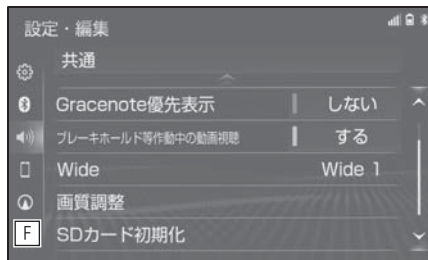 設定・編集
共通
Gracenote優先表示 しない
ブレーキホールド等作動中の動画視聴 する
Wide Wide 1
画質調整
F SDカード初期化